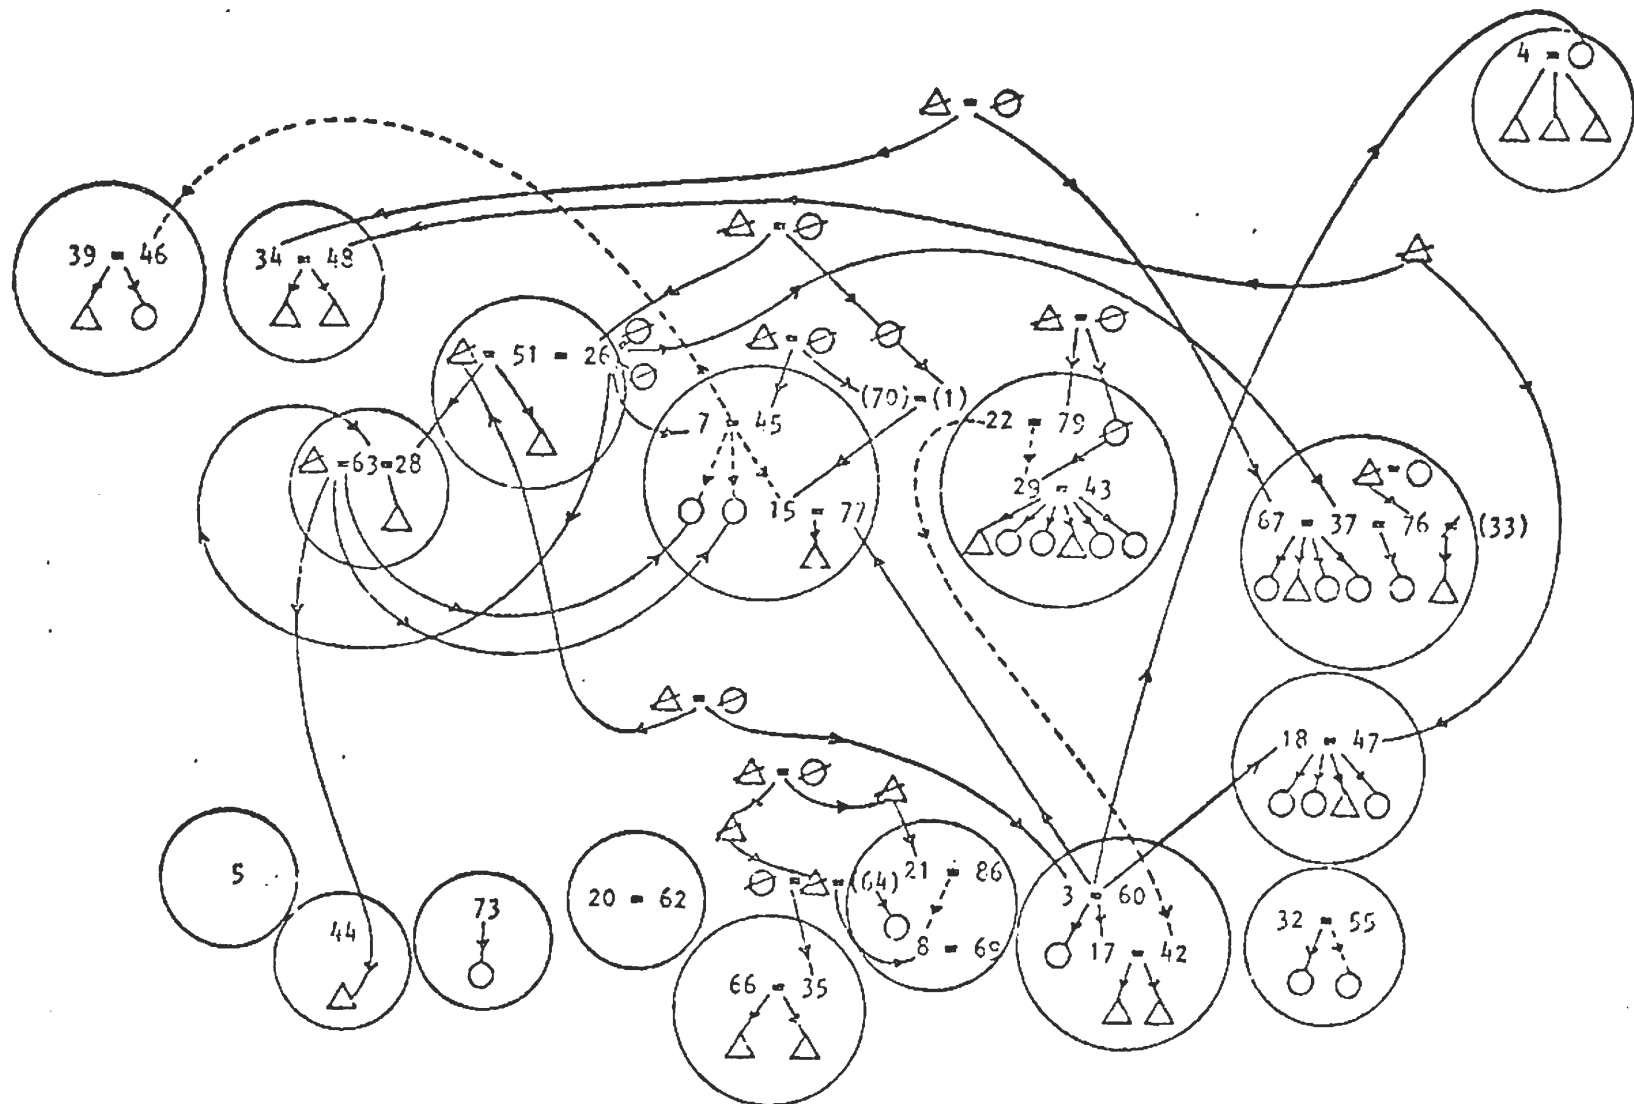 4 =
39 = 46
34 = 48
51 = 26
(70) = (1)
7 = 45
22 = 79
= 63 = 28
29 = 43
15 = 77
67 = 37 = 76 ≠ (33)
18 = 47
5
44
73
20 = 62
= (64)
21 = 86
8 = 69
3 = 60
17 = 42
32 = 55
66 = 35